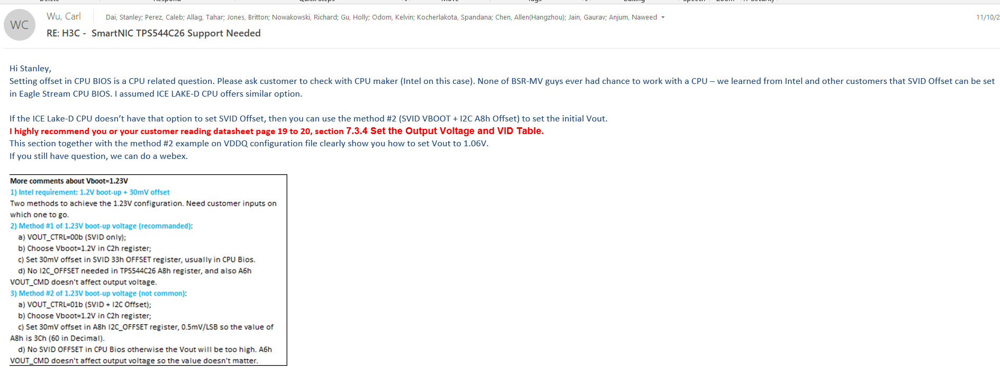 Delete Respond Quick Steps Move Tags Editing Speech Zoom IT Security
WC
Wu, Carl
Dai, Stanley; Perez, Caleb; Allag, Tahar; Jones, Britton; Nowakowski, Richard; Gu, Holly; Odom, Kelvin; Kocherlakota, Spandana; Chen, Allen(Hangzhou); Jain, Gaurav; Anjum, Naweed
11/10/2
RE: H3C - SmartNIC TPS544C26 Support Needed
Hi Stanley,
Setting offset in CPU BIOS is a CPU related question. Please ask customer to check with CPU maker (Intel on this case). None of BSR-MV guys ever had chance to work with a CPU – we learned from Intel and other customers that SVID Offset can be set
in Eagle Stream CPU BIOS. I assumed ICE LAKE-D CPU offers similar option.
If the ICE Lake-D CPU doesn’t have that option to set SVID Offset, then you can use the method #2 (SVID VBOOT + I2C A8h Offset) to set the initial Vout.
I highly recommend you or your customer reading datasheet page 19 to 20, section 7.3.4 Set the Output Voltage and VID Table.
This section together with the method #2 example on VDDQ configuration file clearly show you how to set Vout to 1.06V.
If you still have question, we can do a webex.
More comments about Vboot=1.23V
1) Intel requirement: 1.2V boot-up + 30mV offset
Two methods to achieve the 1.23V configuration. Need customer inputs on
which one to go.
2) Method #1 of 1.23V boot-up voltage (recommanded):
a) VOUT_CTRL=00b (SVID only);
b) Choose Vboot=1.2V in C2h register;
c) Set 30mV offset in SVID 33h OFFSET register, usually in CPU Bios.
d) No I2C_OFFSET needed in TPS544C26 A8h register, and also A6h
VOUT_CMD doesn't affect output voltage.
3) Method #2 of 1.23V boot-up voltage (not common):
a) VOUT_CTRL=01b (SVID + I2C Offset);
b) Choose Vboot=1.2V in C2h register;
c) Set 30mV offset in A8h I2C_OFFSET register, 0.5mV/LSB so the value of
A8h is 3Ch (60 in Decimal).
d) No SVID OFFSET in CPU Bios otherwise the Vout will be too high. A6h
VOUT_CMD doesn't affect output voltage so the value doesn't matter.